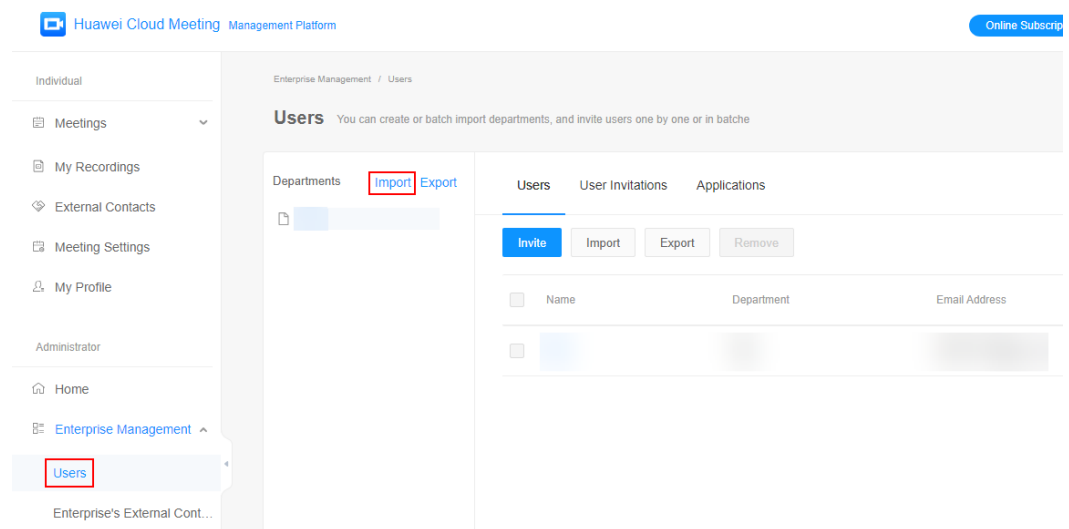 Huawei Cloud Meeting Management Platform
Online Subscrip
Individual
Meetings
My Recordings
External Contacts
Meeting Settings
My Profile
Administrator
Home
Enterprise Management
Users
Enterprise's External Cont...
Enterprise Management / Users
Users You can create or batch import departments, and invite users one by one or in batche
Departments Import Export
Users User Invitations Applications
Invite Import Export Remove
Name Department Email Address